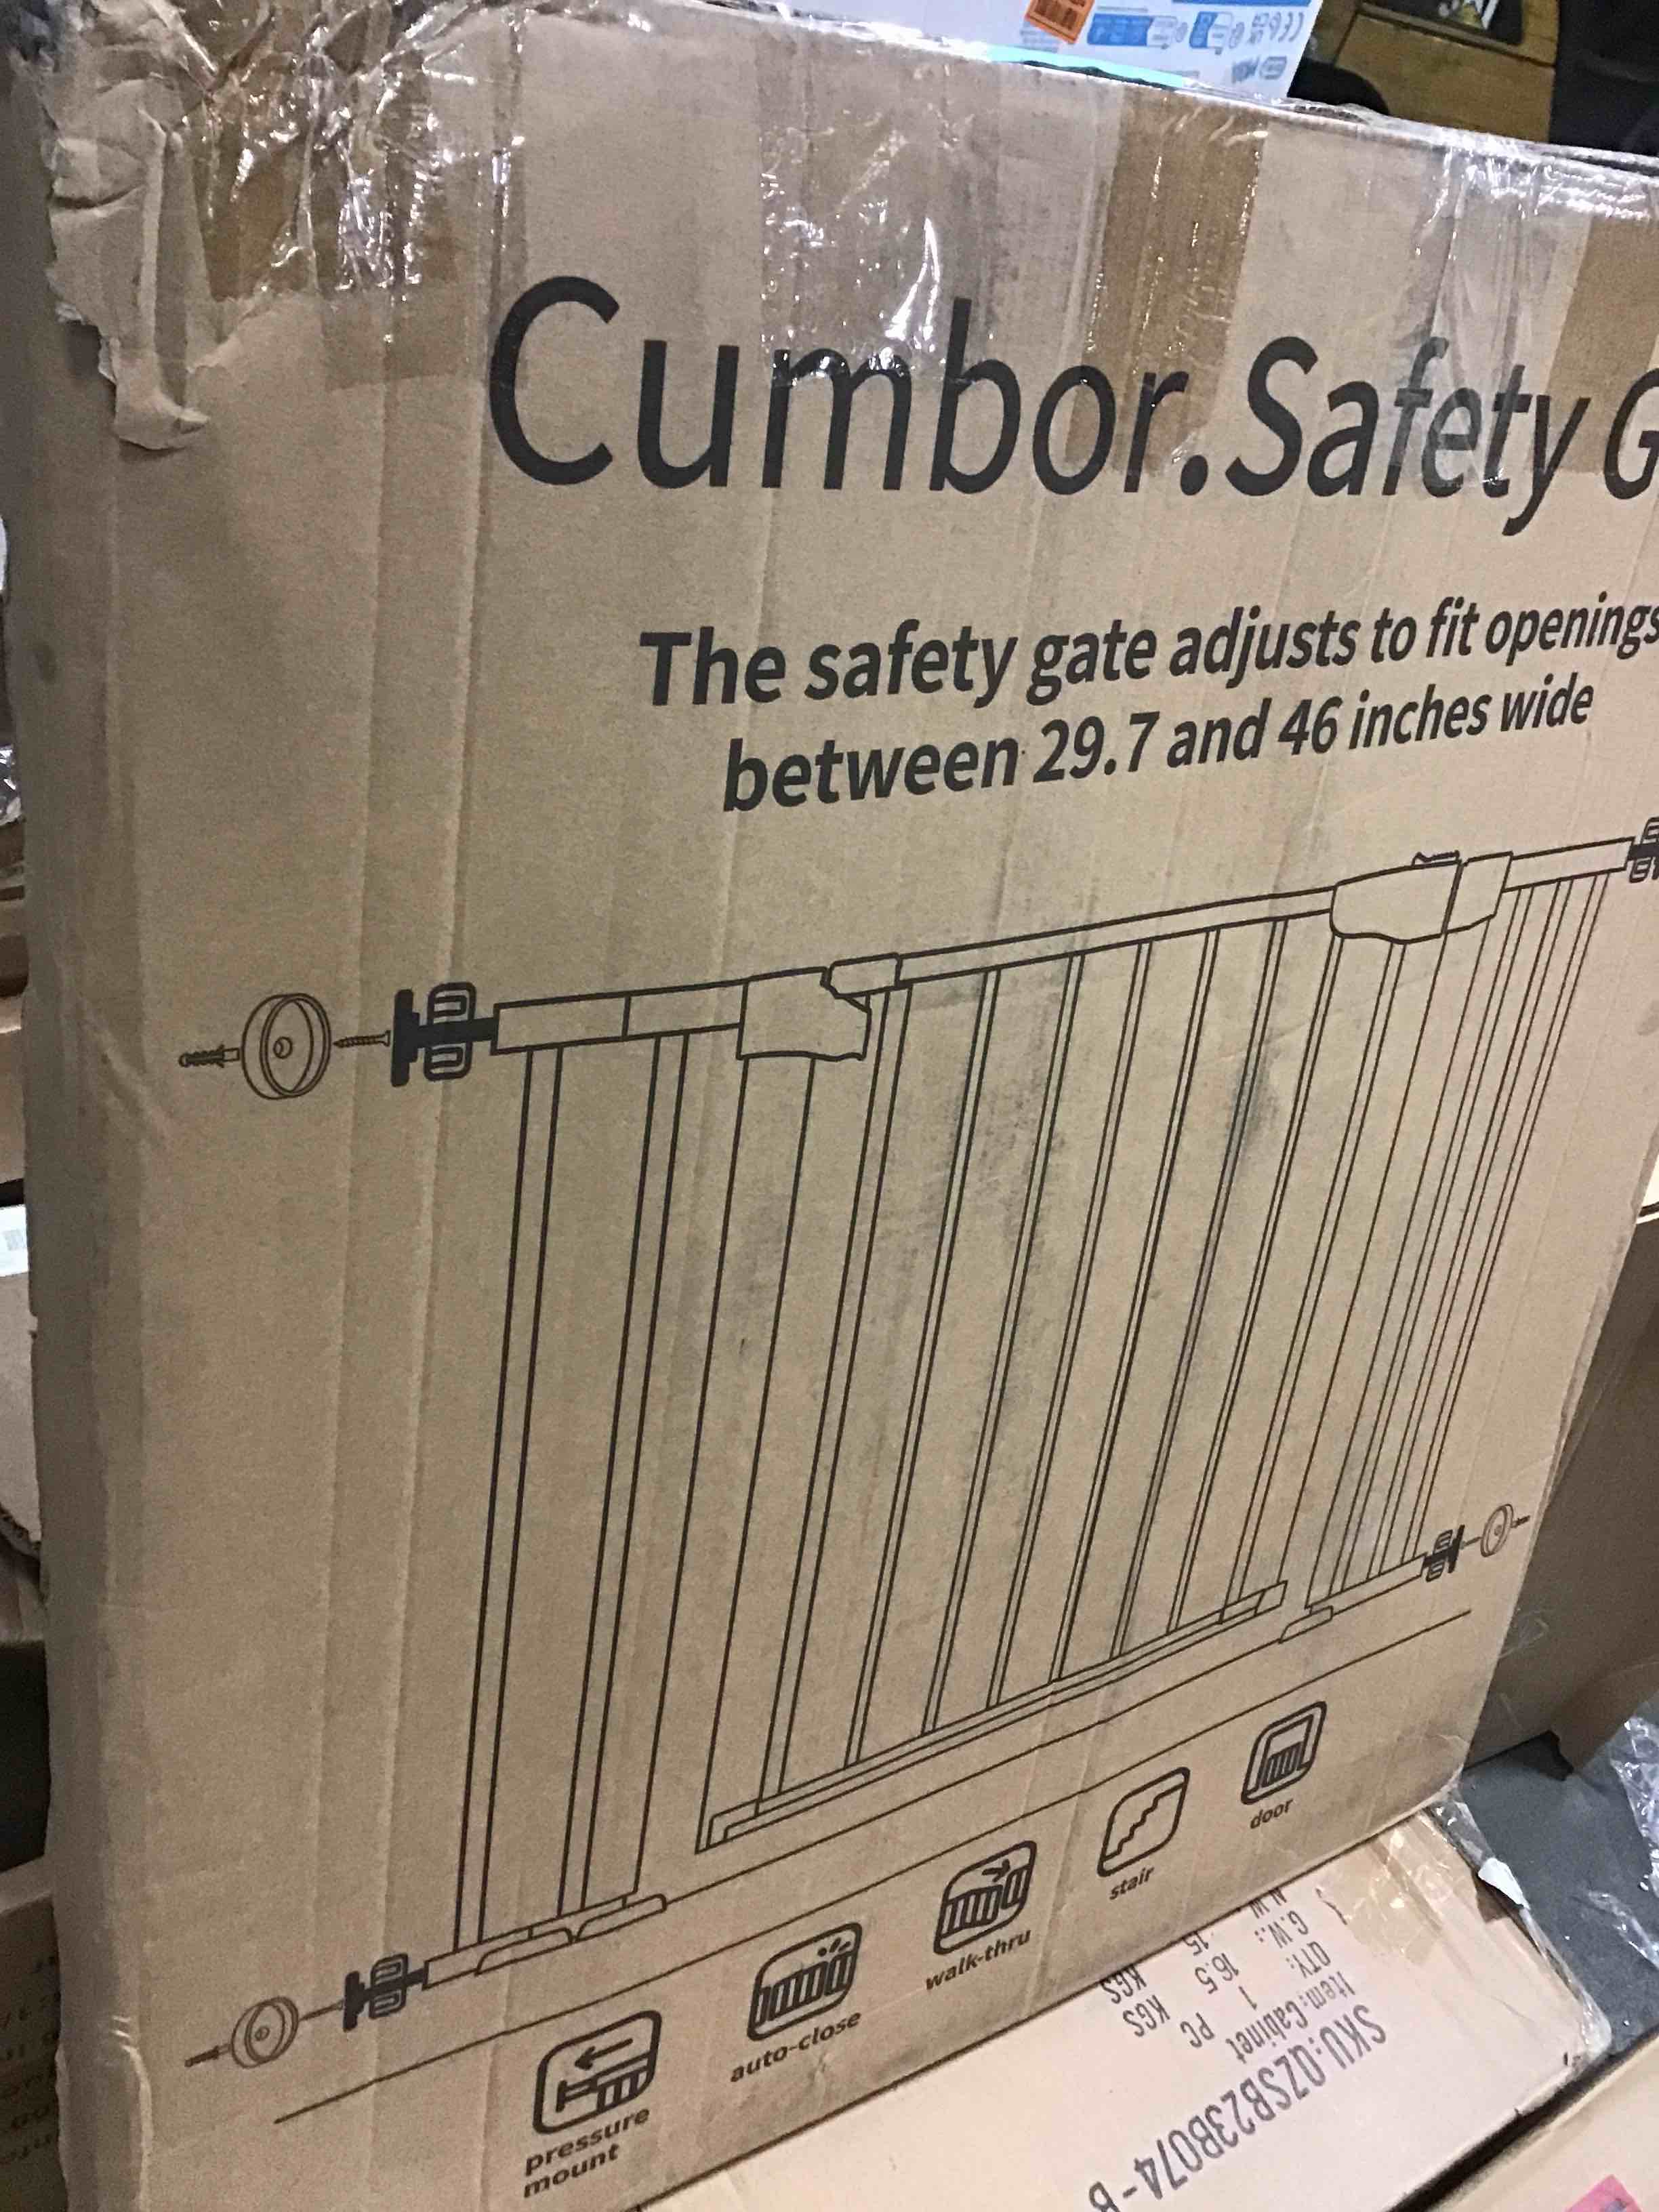 Cumbor.Safety G
The safety gate adjusts to fit openings
between 29.7 and 46 inches wide
pressure
mount
auto-close
walk-thru
stair
door
SKU:QZSB23B074-B
Item:Cabinet
QTY: 1 PC
G.W.: 16.5 KGS
N.W 15 KGS